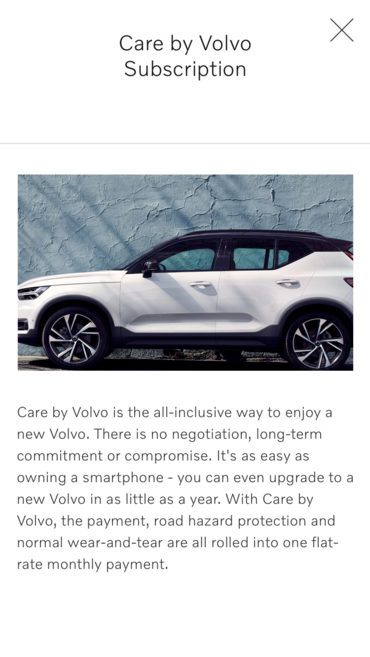 Care by Volvo
Subscription
Care by Volvo is the all-inclusive way to enjoy a
new Volvo. There is no negotiation, long-term
commitment or compromise. It's as easy as
owning a smartphone - you can even upgrade to a
new Volvo in as little as a year. With Care by
Volvo, the payment, road hazard protection and
normal wear-and-tear are all rolled into one flat-
rate monthly payment.